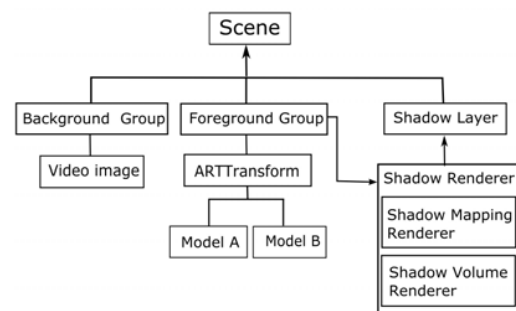 Scene
Background Group
Foreground Group
Shadow Layer
Video image
ARTTransform
Shadow Renderer
Model A
Model B
Shadow Mapping
Renderer
Shadow Volume
Renderer